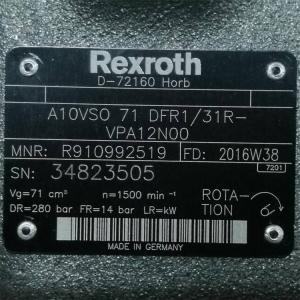 Rexroth
D-72160 Horb
A10VSO 71 DFR1/31R-
VPA12N00
MNR: R910992519 FD: 2016W38
7201
SN: 34823505
Vg=71 cm³ n=1500 min⁻¹ ROTA-
DR=280 bar FR=14 bar LR=kW TION
MADE IN GERMANY